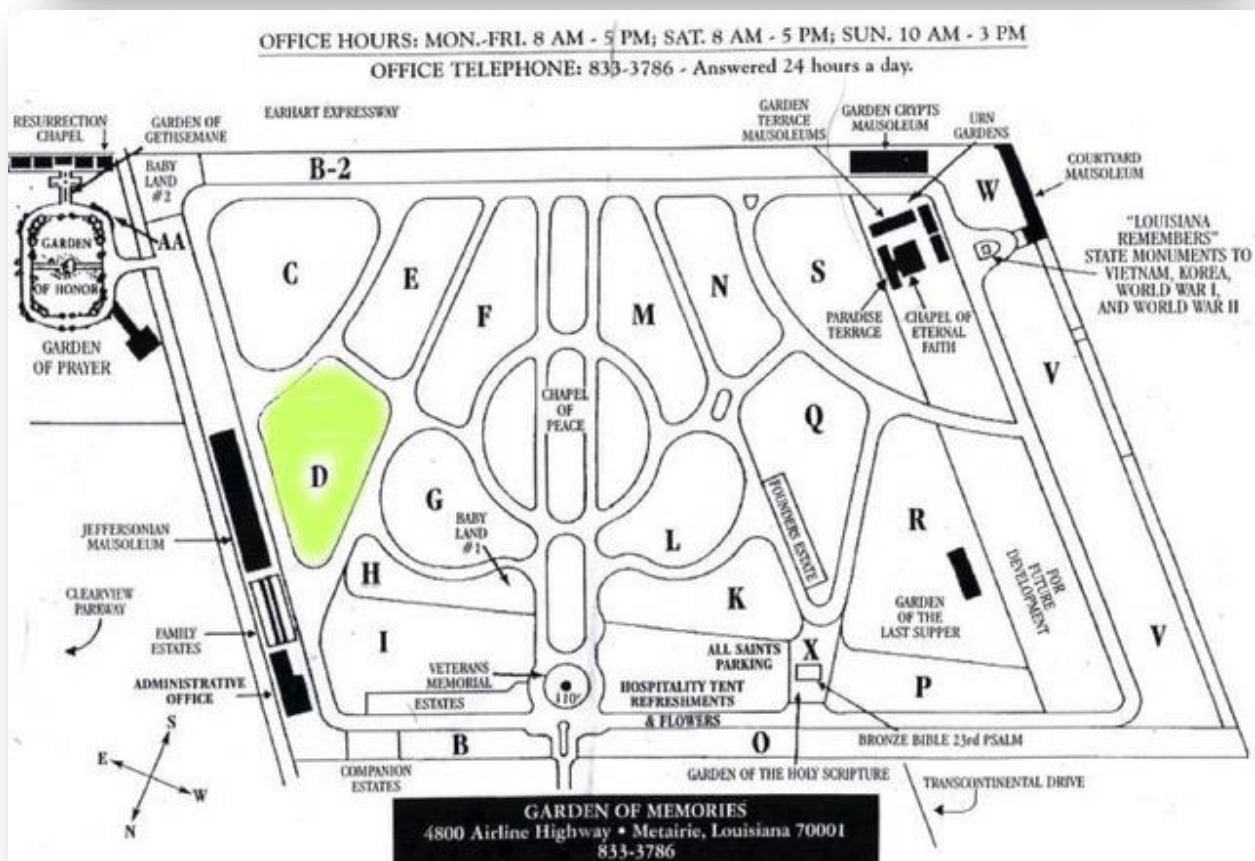 OFFICE HOURS: MON.-FRI. 8 AM - 5 PM; SAT. 8 AM - 5 PM; SUN. 10 AM - 3 PM
OFFICE TELEPHONE: 833-3786 - Answered 24 hours a day.
EARHART EXPRESSWAY
RESURRECTION
CHAPEL
GARDEN OF
GETHSEMANE
BABY
LAND
#2
B-2
GARDEN
TERRACE
MAUSOLEUMS
GARDEN CRYPTS
MAUSOLEUM
URN
GARDENS
COURTYARD
MAUSOLEUM
W
"LOUISIANA
REMEMBERS"
STATE MONUMENTS TO
VIETNAM, KOREA,
WORLD WAR I,
AND WORLD WAR II
AA
GARDEN
OF HONOR
GARDEN
OF PRAYER
C
E
F
M
N
S
PARADISE
TERRACE
CHAPEL OF
ETERNAL
FAITH
V
CHAPEL
OF
PEACE
Q
D
G
BABY
LAND
#1
L
FOUNDERS ESTATE
R
FOR
FUTURE
DEVELOPMENT
JEFFERSONIAN
MAUSOLEUM
H
K
GARDEN
OF THE
LAST SUPPER
V
CLEARVIEW
PARKWAY
FAMILY
ESTATES
I
ALL SAINTS
PARKING
X
ADMINISTRATIVE
OFFICE
VETERANS
MEMORIAL
110'
ESTATES
HOSPITALITY TENT
REFRESHMENTS
& FLOWERS
P
BRONZE BIBLE 23rd PSALM
B
O
COMPANION
ESTATES
GARDEN OF THE HOLY SCRIPTURE
TRANSCONTINENTAL DRIVE
S
E
W
N
GARDEN OF MEMORIES
4800 Airline Highway • Metairie, Louisiana 70001
833-3786